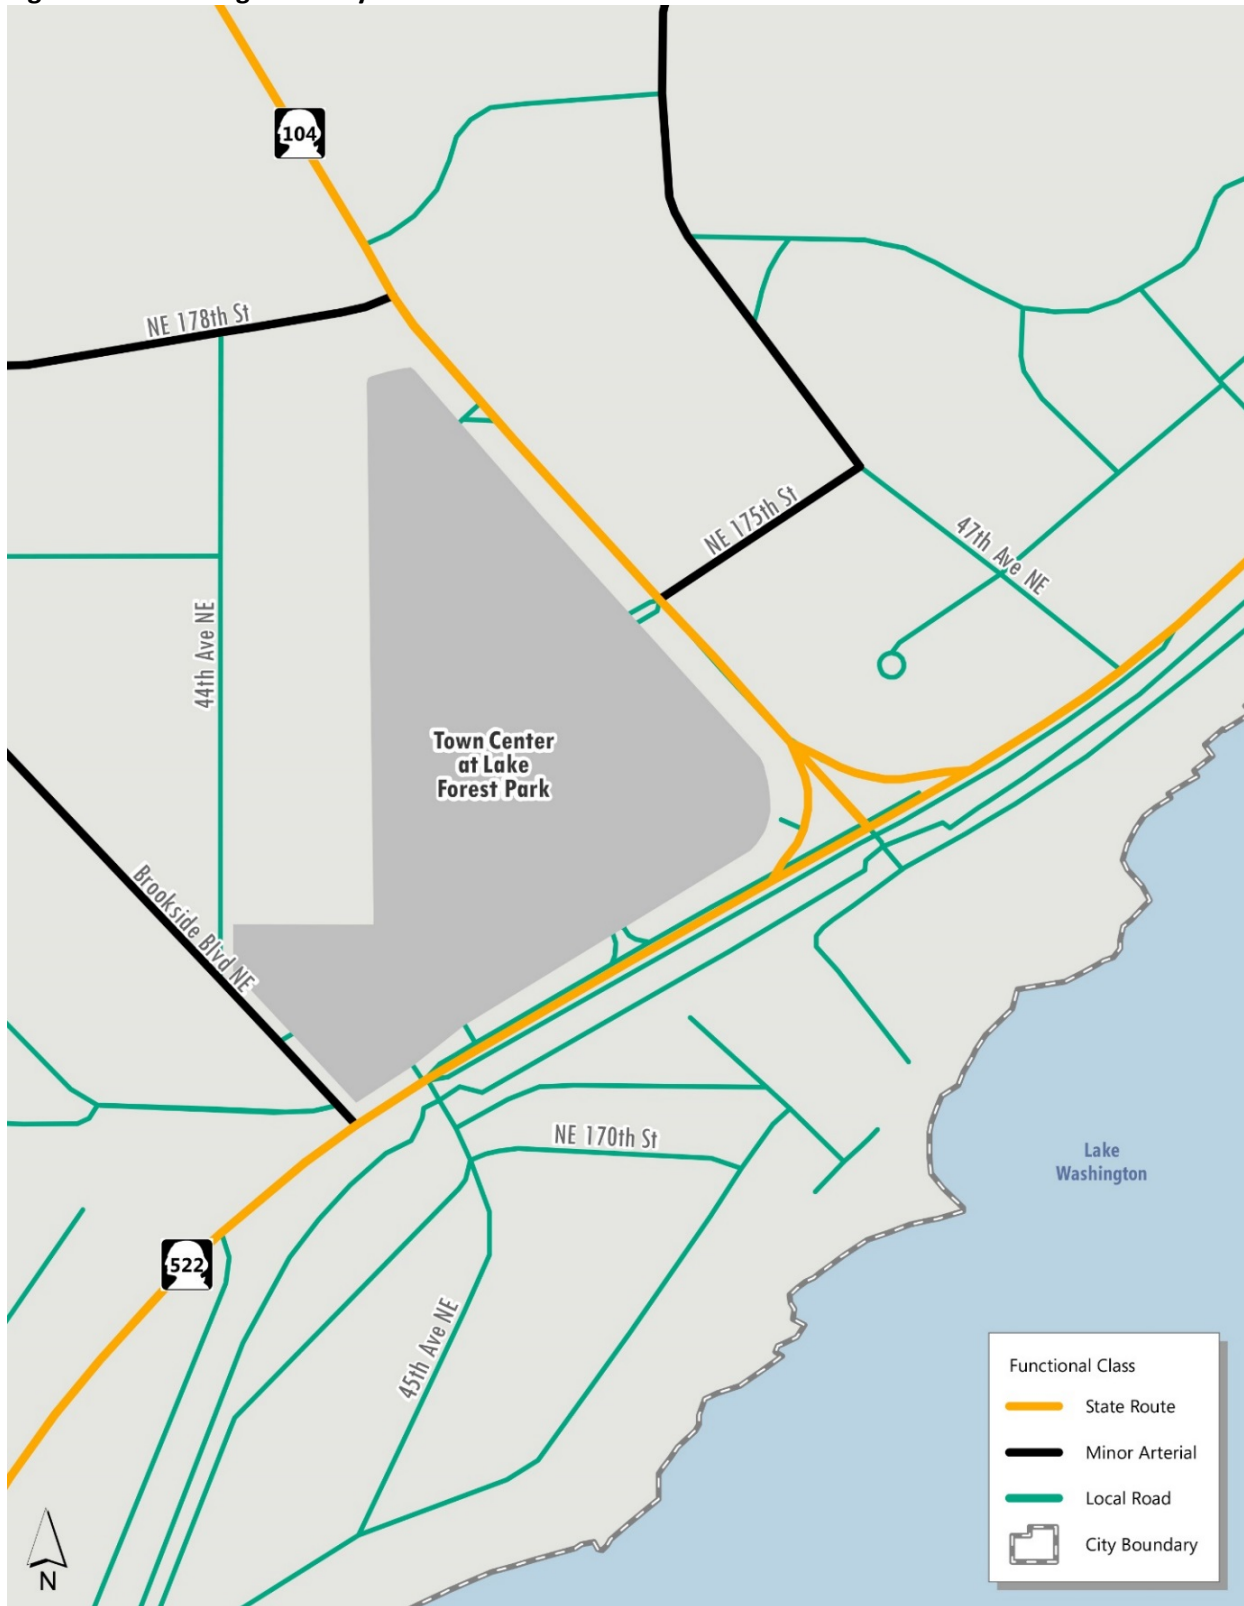 104
NE 178th St
NE 175th St
47th Ave NE
44th Ave NE
Town Center
at Lake
Forest Park
Brookside Blvd NE
NE 170th St
Lake
Washington
522
45th Ave NE
Functional Class
State Route
Minor Arterial
Local Road
City Boundary
N